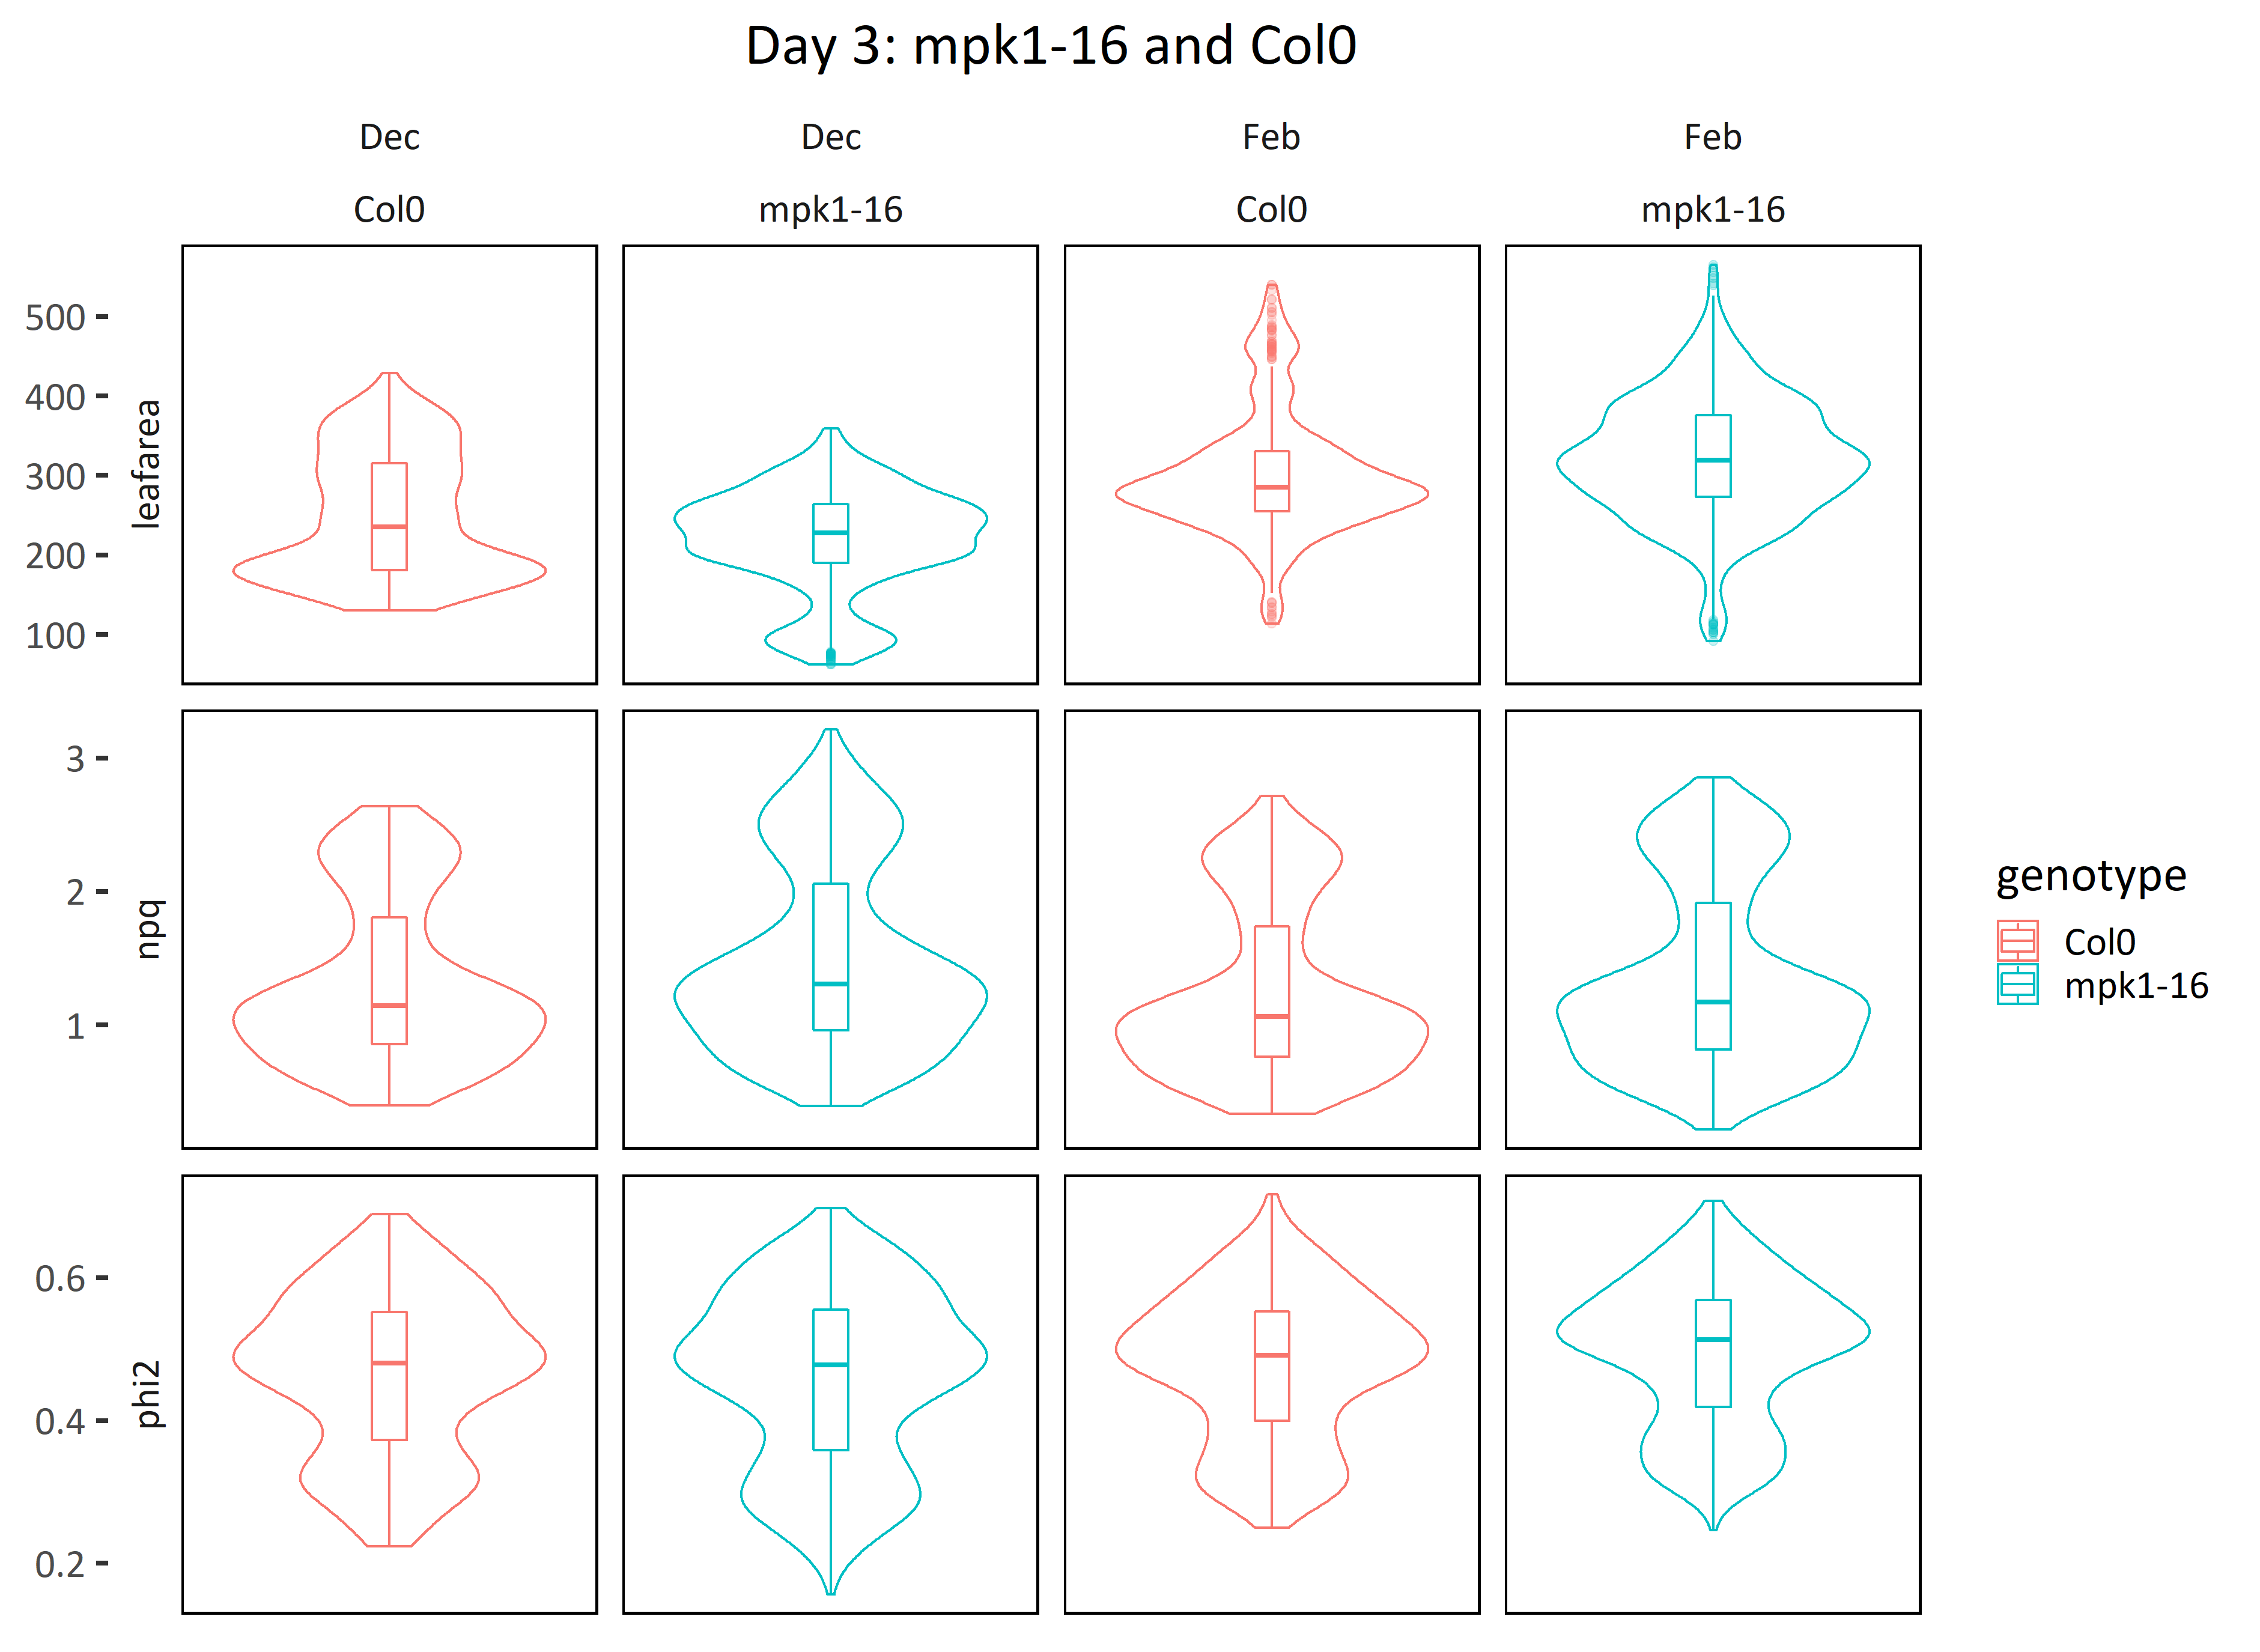 Day 3: mpk1-16 and Col0
Dec Dec Feb Feb
Col0 mpk1-16 Col0 mpk1-16
500
400
300
200
100
leafarea
3
2
1
npq
0.6
0.4
0.2
phi2
genotype
Col0
mpk1-16